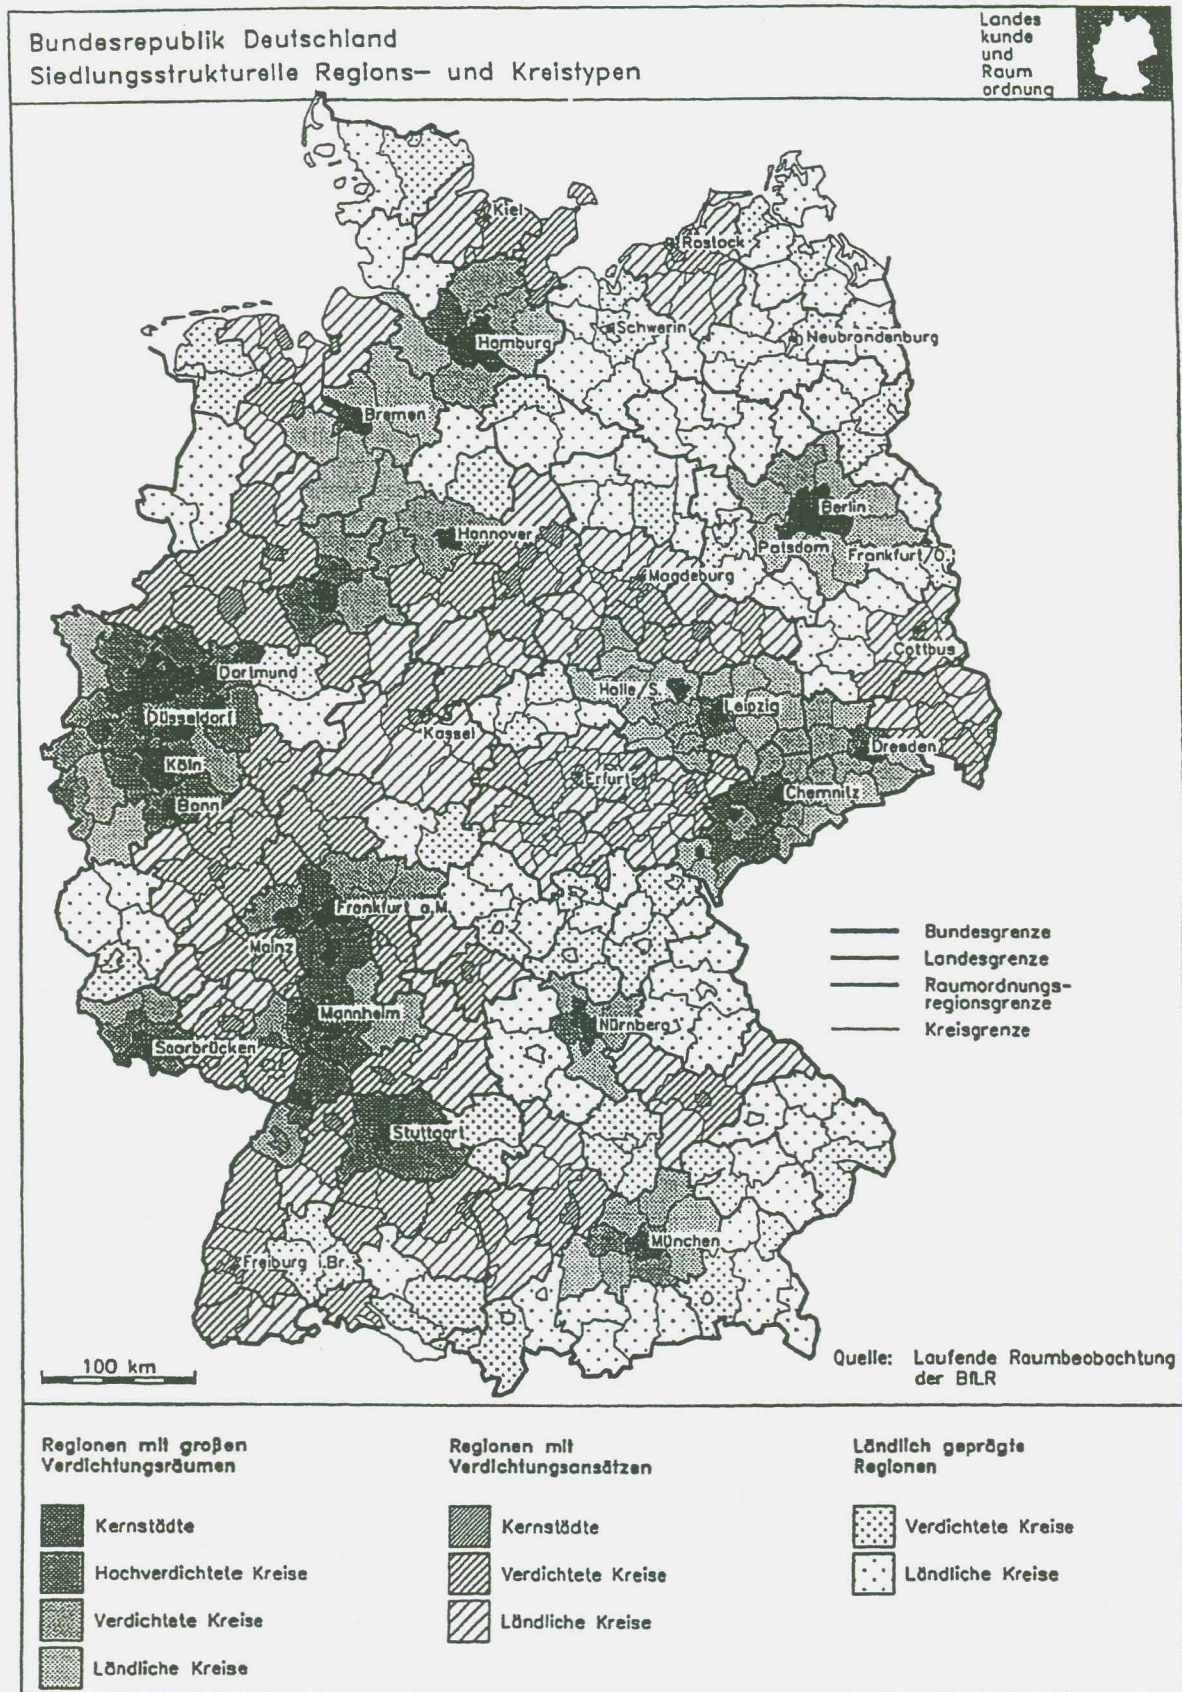 Bundesrepublik Deutschland
Siedlungsstrukturelle Regions- und Kreistypen
Landes
kunde
und
Raum
ordnung
Kiel
Rostock
Schwerin
Hamburg
Neubrandenburg
Bremen
Berlin
Hannover
Potsdam
Frankfurt/O.
Magdeburg
Cottbus
Dortmund
Halle/S.
Leipzig
Düsseldorf
Kassel
Dresden
Köln
Erfurt
Chemnitz
Bonn
Frankfurt a.M.
Mainz
Mannheim
Nürnberg
Saarbrücken
Stuttgart
München
Freiburg i.Br.
Bundesgrenze
Landesgrenze
Raumordnungs-
regionsgrenze
Kreisgrenze
100 km
Quelle: Laufende Raumbeobachtung
der BfLR
Regionen mit großen
Verdichtungsräumen
Kernstädte
Hochverdichtete Kreise
Verdichtete Kreise
Ländliche Kreise
Regionen mit
Verdichtungsansätzen
Kernstädte
Verdichtete Kreise
Ländliche Kreise
Ländlich geprägte
Regionen
Verdichtete Kreise
Ländliche Kreise